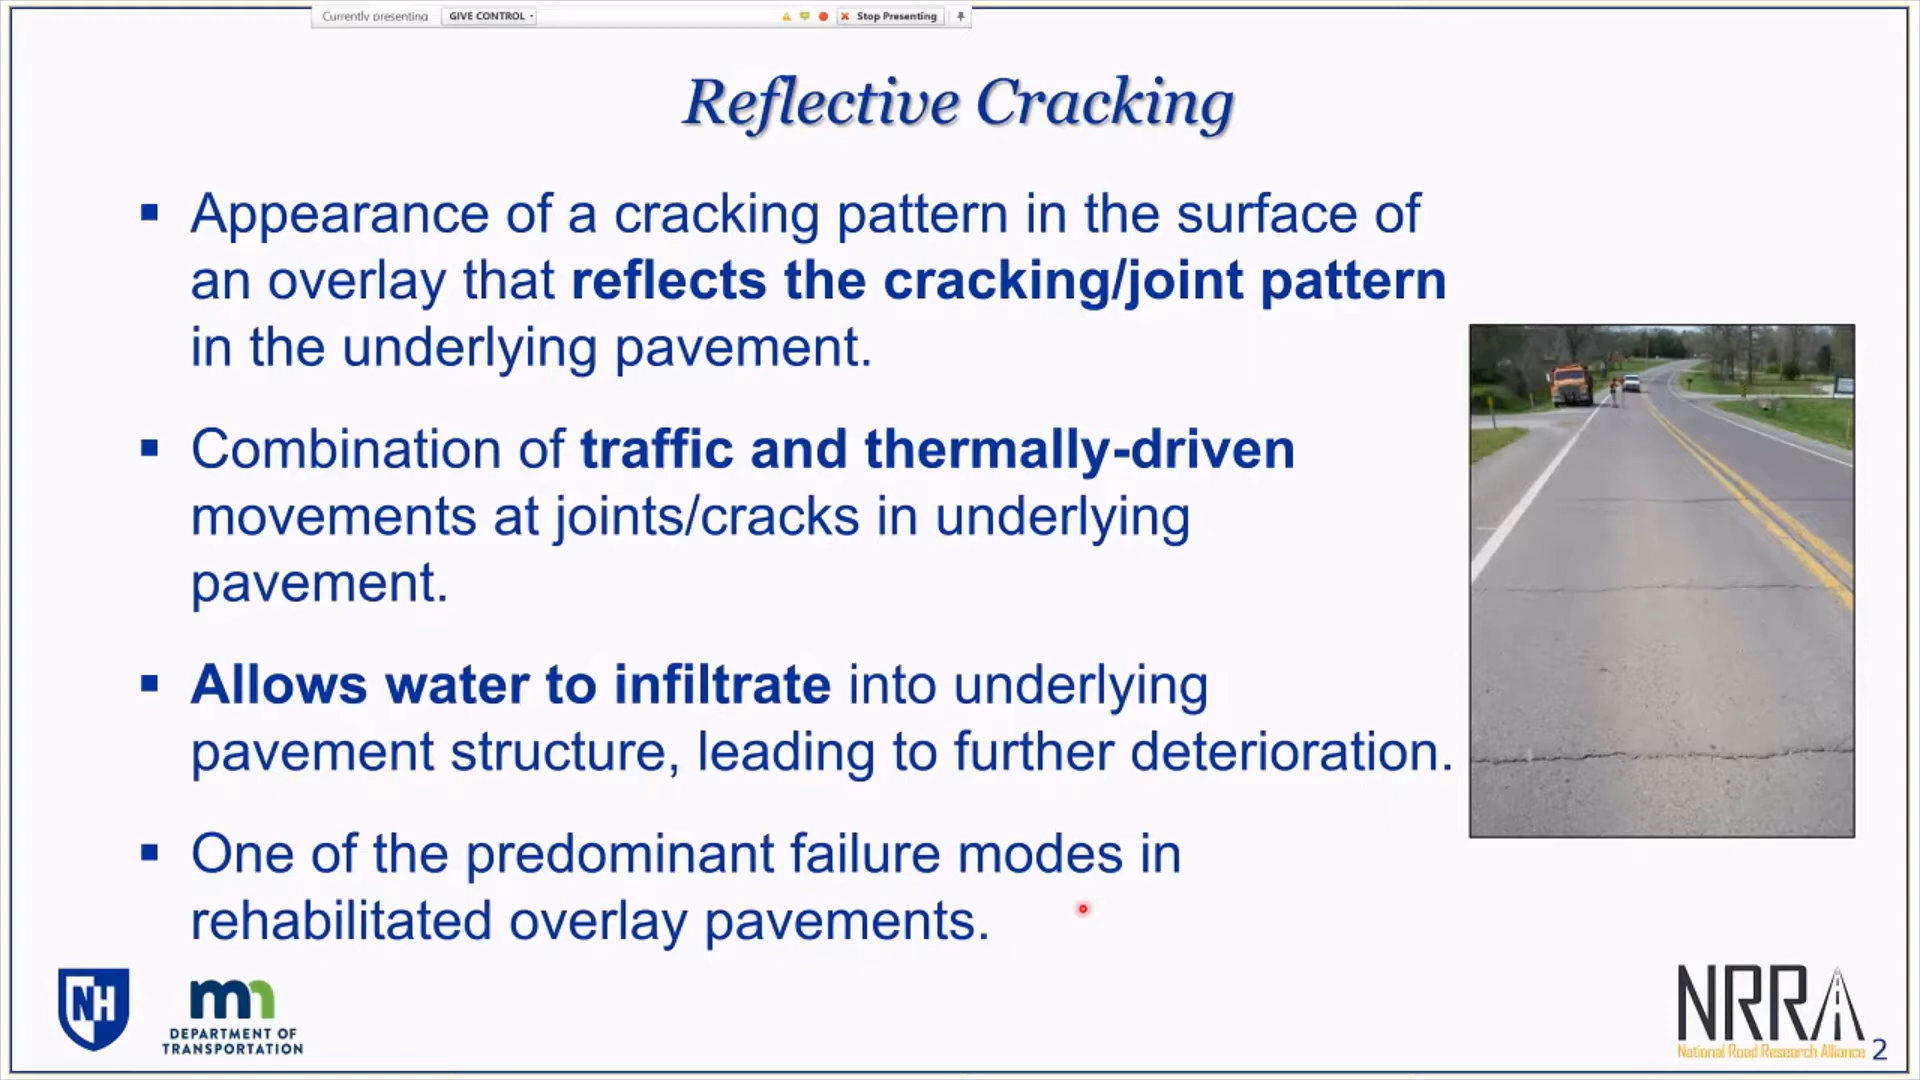 Currently presenting GIVE CONTROL Stop Presenting
Reflective Cracking
Appearance of a cracking pattern in the surface of
an overlay that reflects the cracking/joint pattern
in the underlying pavement.
Combination of traffic and thermally-driven
movements at joints/cracks in underlying
pavement.
Allows water to infiltrate into underlying
pavement structure, leading to further deterioration.
One of the predominant failure modes in
rehabilitated overlay pavements.
NH
mn
DEPARTMENT OF
TRANSPORTATION
NRRA
National Road Research Alliance
2